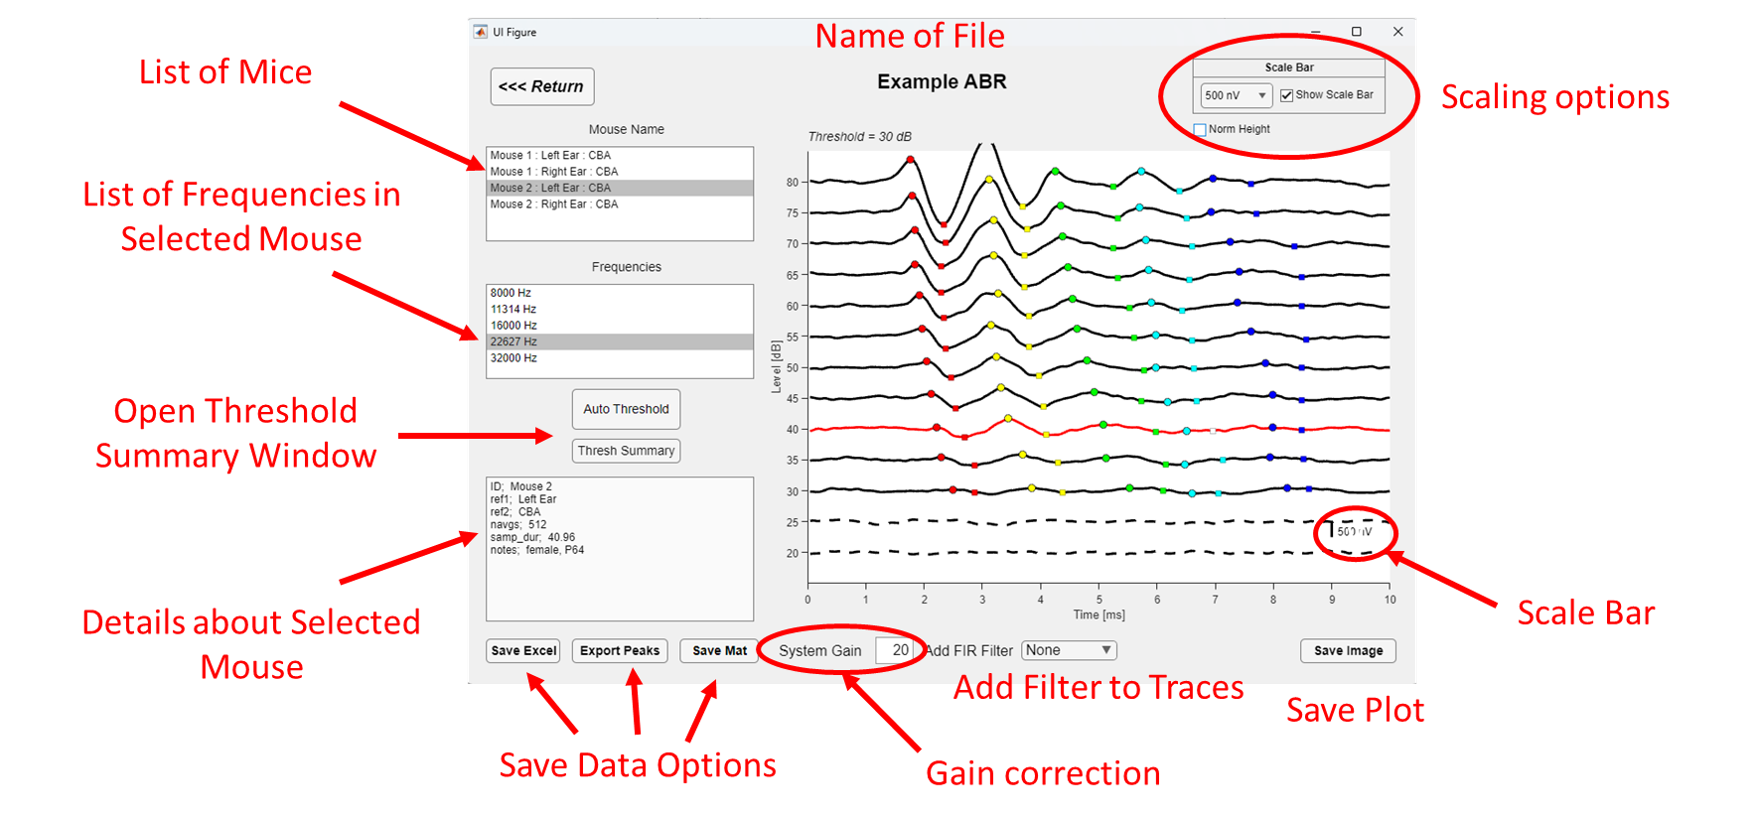 UI Figure
Name of File
List of Mice
<<< Return
Example ABR
Scale Bar
500 nV
Show Scale Bar
Norm Height
Scaling options
Mouse Name
Threshold = 30 dB
Mouse 1 : Left Ear : CBA
Mouse 1 : Right Ear : CBA
Mouse 2 : Left Ear : CBA
Mouse 2 : Right Ear : CBA
List of Frequencies in
Selected Mouse
Frequencies
8000 Hz
11314 Hz
16000 Hz
22627 Hz
32000 Hz
Open Threshold
Summary Window
Auto Threshold
Thresh Summary
ID; Mouse 2
ref1; Left Ear
ref2; CBA
navgs; 512
samp_dur; 40.96
notes; female, P64
Details about Selected
Mouse
Level [dB]
80
75
70
65
60
55
50
45
40
35
30
25
20
500 nV
0 1 2 3 4 5 6 7 8 9 10
Time [ms]
Scale Bar
Save Excel
Export Peaks
Save Mat
System Gain 20
Add FIR Filter None
Save Image
Add Filter to Traces
Save Plot
Save Data Options
Gain correction